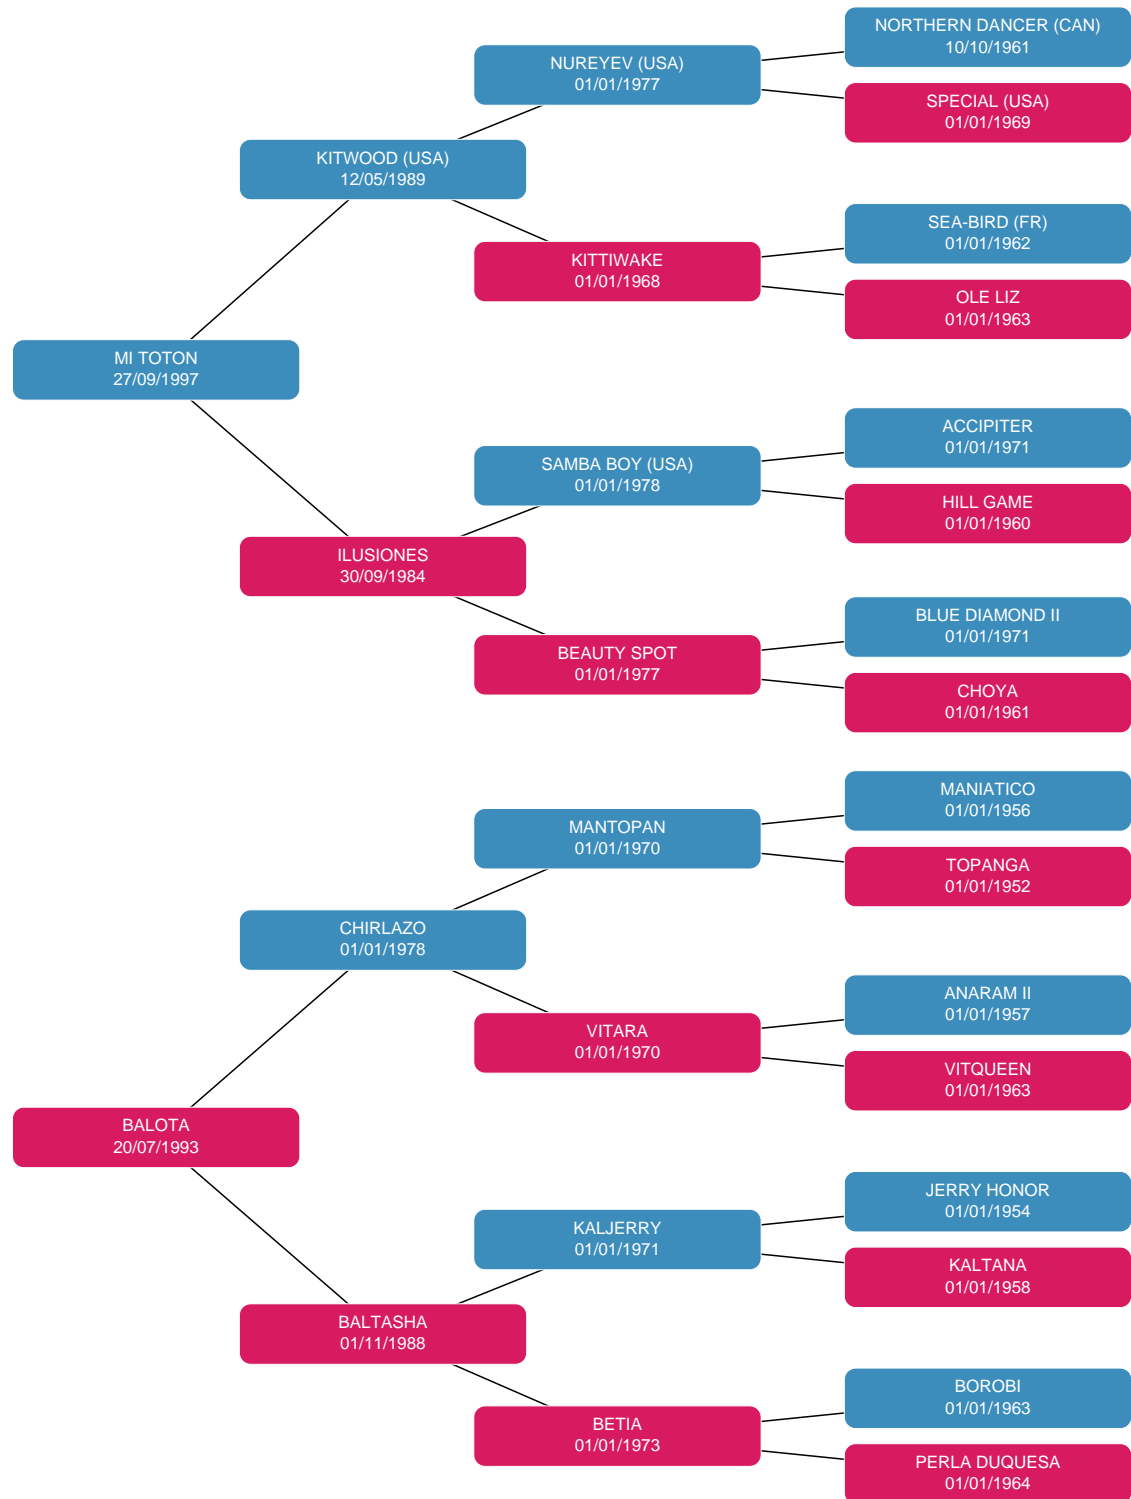 NORTHERN DANCER (CAN)
10/10/1961
NUREYEV (USA)
01/01/1977
SPECIAL (USA)
01/01/1969
KITWOOD (USA)
12/05/1989
SEA-BIRD (FR)
01/01/1962
KITTIWAKE
01/01/1968
OLE LIZ
01/01/1963
MI TOTON
27/09/1997
ACCIPITER
01/01/1971
SAMBA BOY (USA)
01/01/1978
HILL GAME
01/01/1960
ILUSIONES
30/09/1984
BLUE DIAMOND II
01/01/1971
BEAUTY SPOT
01/01/1977
CHOYA
01/01/1961
MANIATICO
01/01/1956
MANTOPAN
01/01/1970
TOPANGA
01/01/1952
CHIRLAZO
01/01/1978
ANARAM II
01/01/1957
VITARA
01/01/1970
VITQUEEN
01/01/1963
BALOTA
20/07/1993
JERRY HONOR
01/01/1954
KALJERRY
01/01/1971
KALTANA
01/01/1958
BALTASHA
01/11/1988
BOROBI
01/01/1963
BETIA
01/01/1973
PERLA DUQUESA
01/01/1964